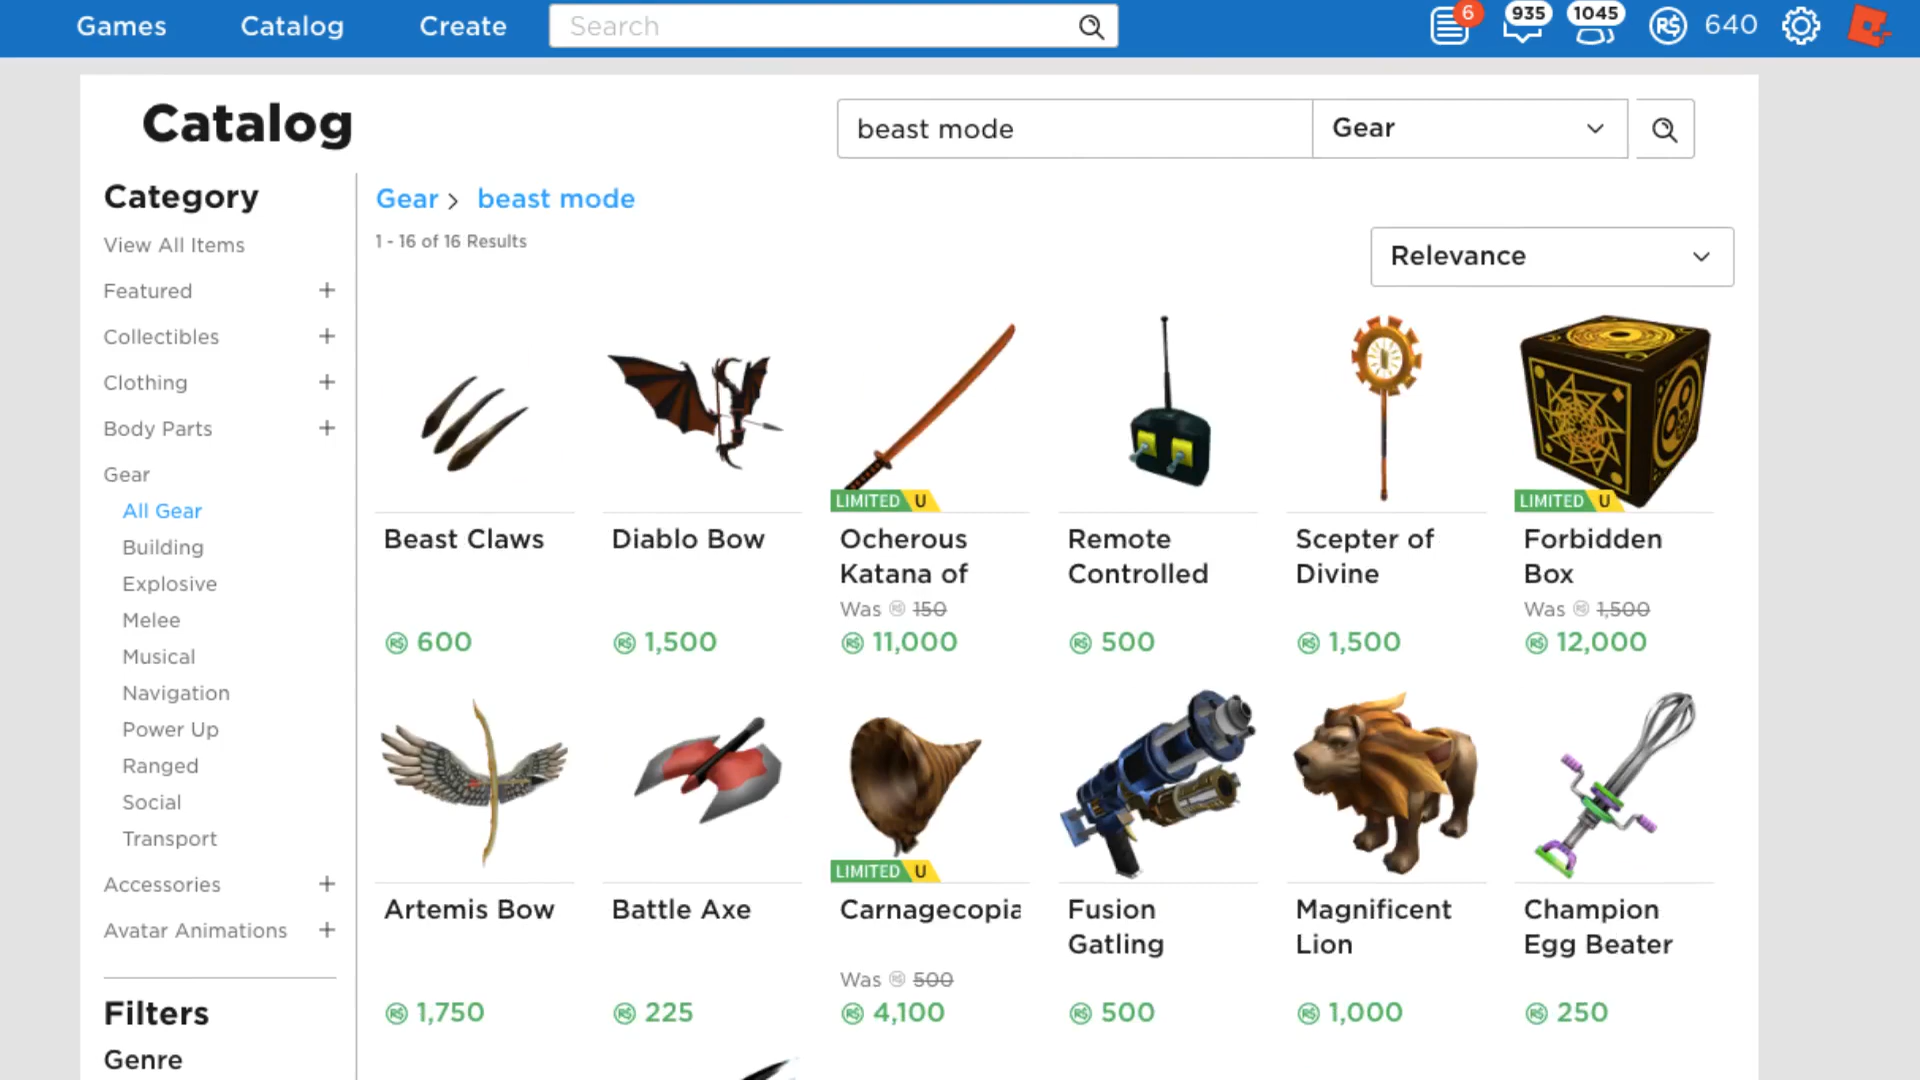 Games Catalog Create Search 6 935 1045 R$ 640
Catalog
beast mode Gear
Category
View All Items
Featured +
Collectibles +
Clothing +
Body Parts +
Gear
All Gear
Building
Explosive
Melee
Musical
Navigation
Power Up
Ranged
Social
Transport
Accessories +
Avatar Animations +
Filters
Genre
Gear > beast mode
1 - 16 of 16 Results
Relevance
Beast Claws
R$ 600
Diablo Bow
R$ 1,500
LIMITED U
Ocherous
Katana of
Was R$ 150
R$ 11,000
Remote
Controlled
R$ 500
Scepter of
Divine
R$ 1,500
LIMITED U
Forbidden
Box
Was R$ 1,500
R$ 12,000
Artemis Bow
R$ 1,750
Battle Axe
R$ 225
LIMITED U
Carnagecopia
Was R$ 500
R$ 4,100
Fusion
Gatling
R$ 500
Magnificent
Lion
R$ 1,000
Champion
Egg Beater
R$ 250